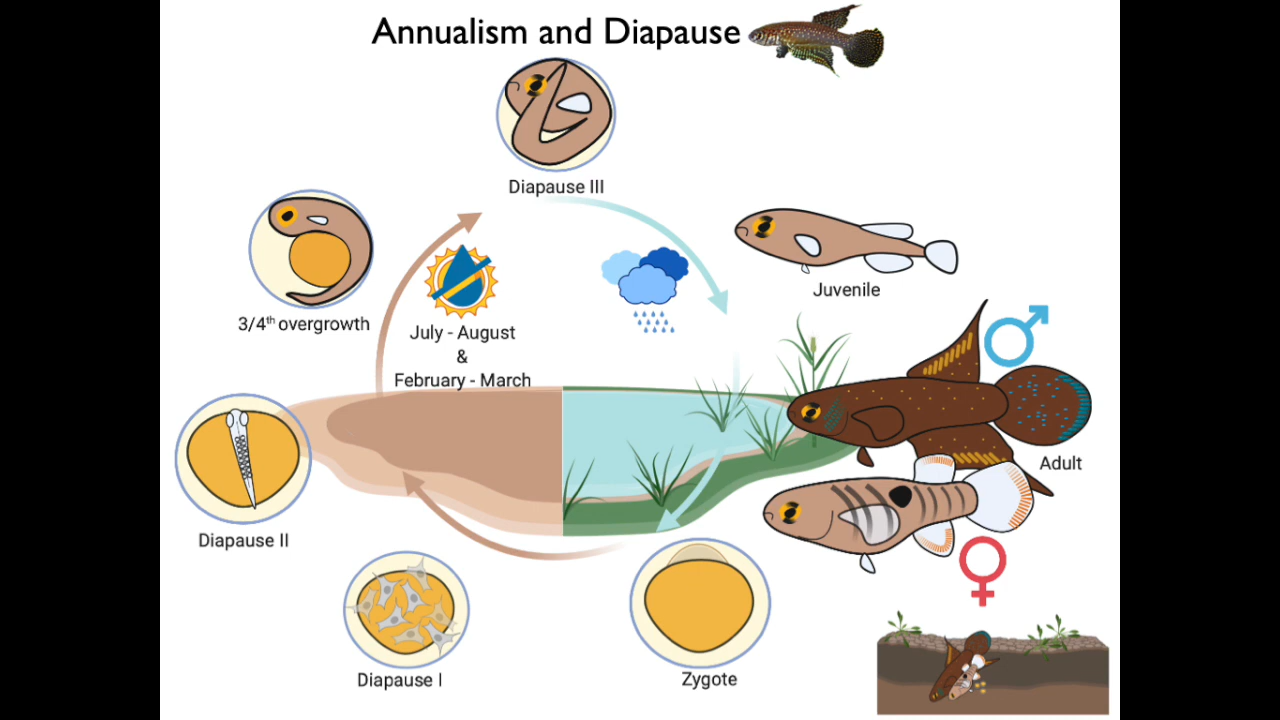 Annualism and Diapause
Diapause III
Juvenile
3/4th overgrowth
July - August
&
February - March
Adult
Diapause II
Diapause I
Zygote